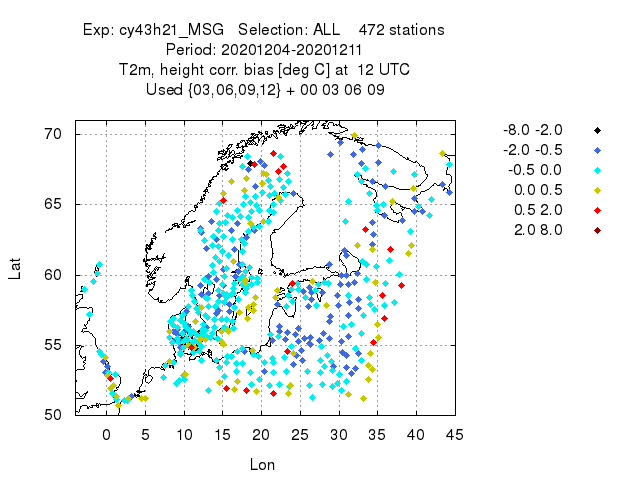 Exp: cy43h21_MSG   Selection: ALL    472 stations
Period: 20201204-20201211
T2m, height corr. bias [deg C] at  12 UTC
Used {03,06,09,12} + 00 03 06 09
70
65
60
55
50
Lat
0 5 10 15 20 25 30 35 40 45
Lon
-8.0 -2.0
-2.0 -0.5
-0.5 0.0
0.0 0.5
0.5 2.0
2.0 8.0